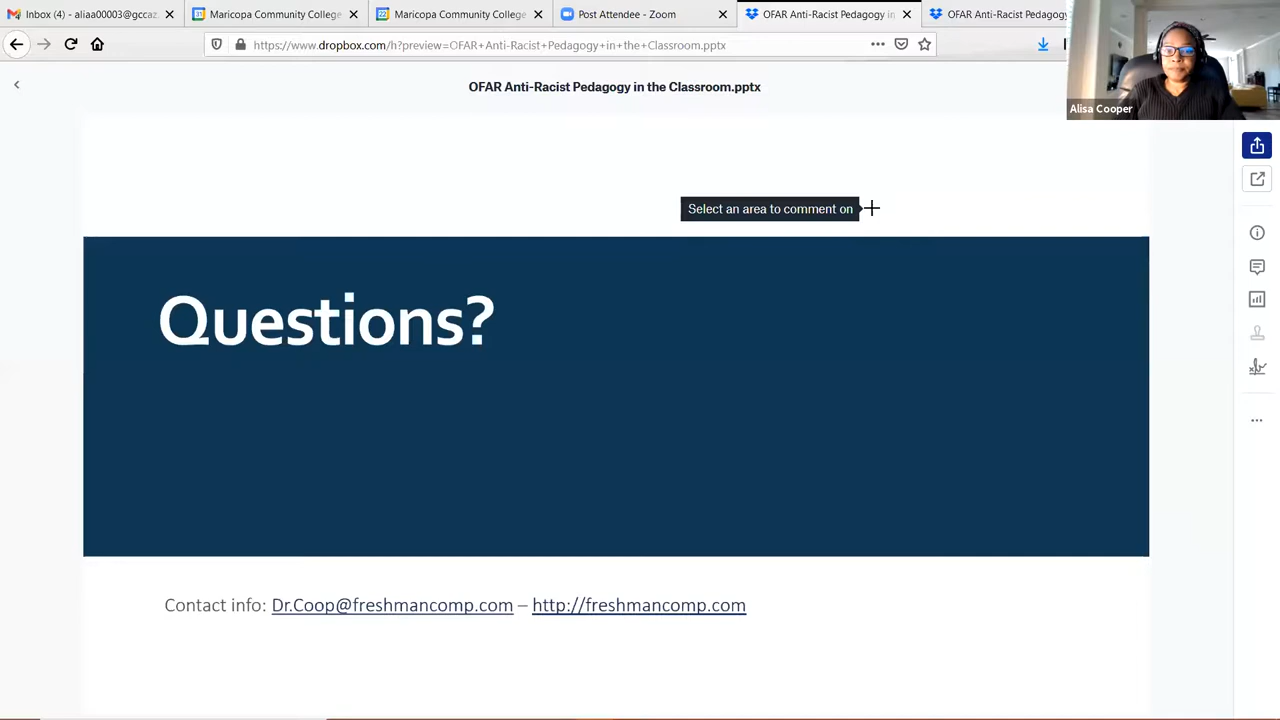 Inbox (4) - aliaa00003@gccaz
Maricopa Community College
Maricopa Community College
Post Attendee - Zoom
OFAR Anti-Racist Pedagogy in
OFAR Anti-Racist Pedagogy
https://www.dropbox.com/h?preview=OFAR+Anti-Racist+Pedagogy+in+the+Classroom.pptx
OFAR Anti-Racist Pedagogy in the Classroom.pptx
Alisa Cooper
Select an area to comment on
Questions?
Contact info: Dr.Coop@freshmancomp.com – http://freshmancomp.com